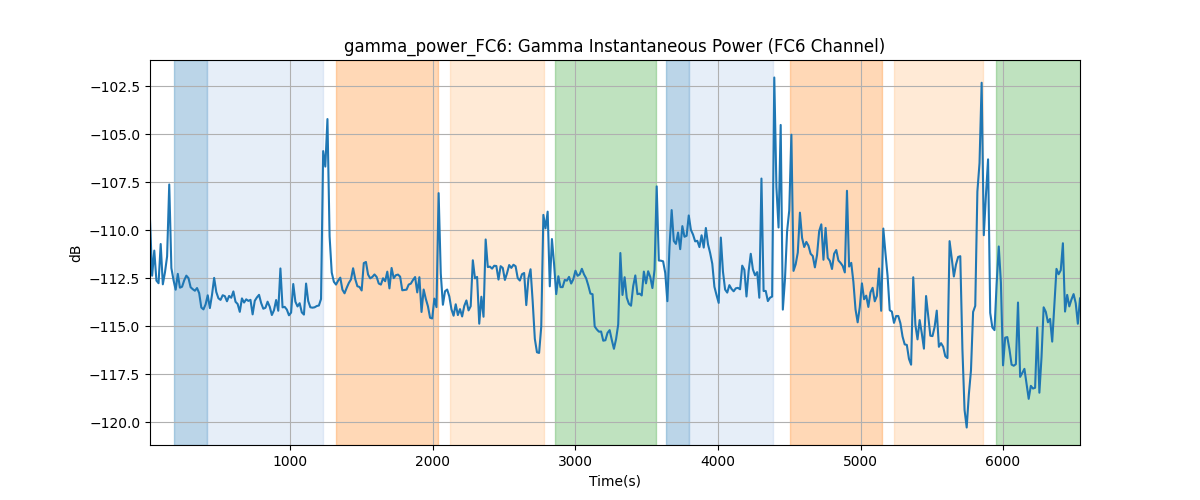 gamma_power_FC6: Gamma Instantaneous Power (FC6 Channel)
−102.5
−105.0
−107.5
−110.0
−112.5
−115.0
−117.5
−120.0
dB
1000 2000 3000 4000 5000 6000
Time(s)